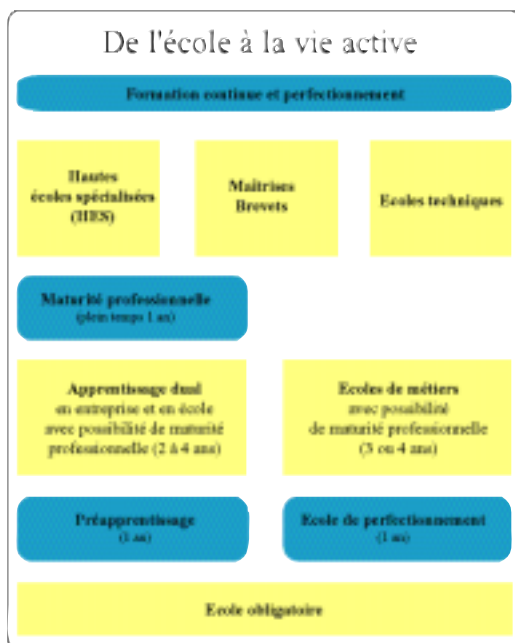 De l'école à la vie active
Formation continue et perfectionnement
Hautes
écoles spécialisées
(HES)
Maîtrises
Brevets
Ecoles techniques
Maturité professionnelle
(plein temps 1 an)
Apprentissage dual
en entreprise et en école
avec possibilité de maturité
professionnelle (2 à 4 ans)
Ecoles de métiers
avec possibilité
de maturité professionnelle
(3 ou 4 ans)
Préapprentissage
(1 an)
Ecole de perfectionnement
(1 an)
Ecole obligatoire